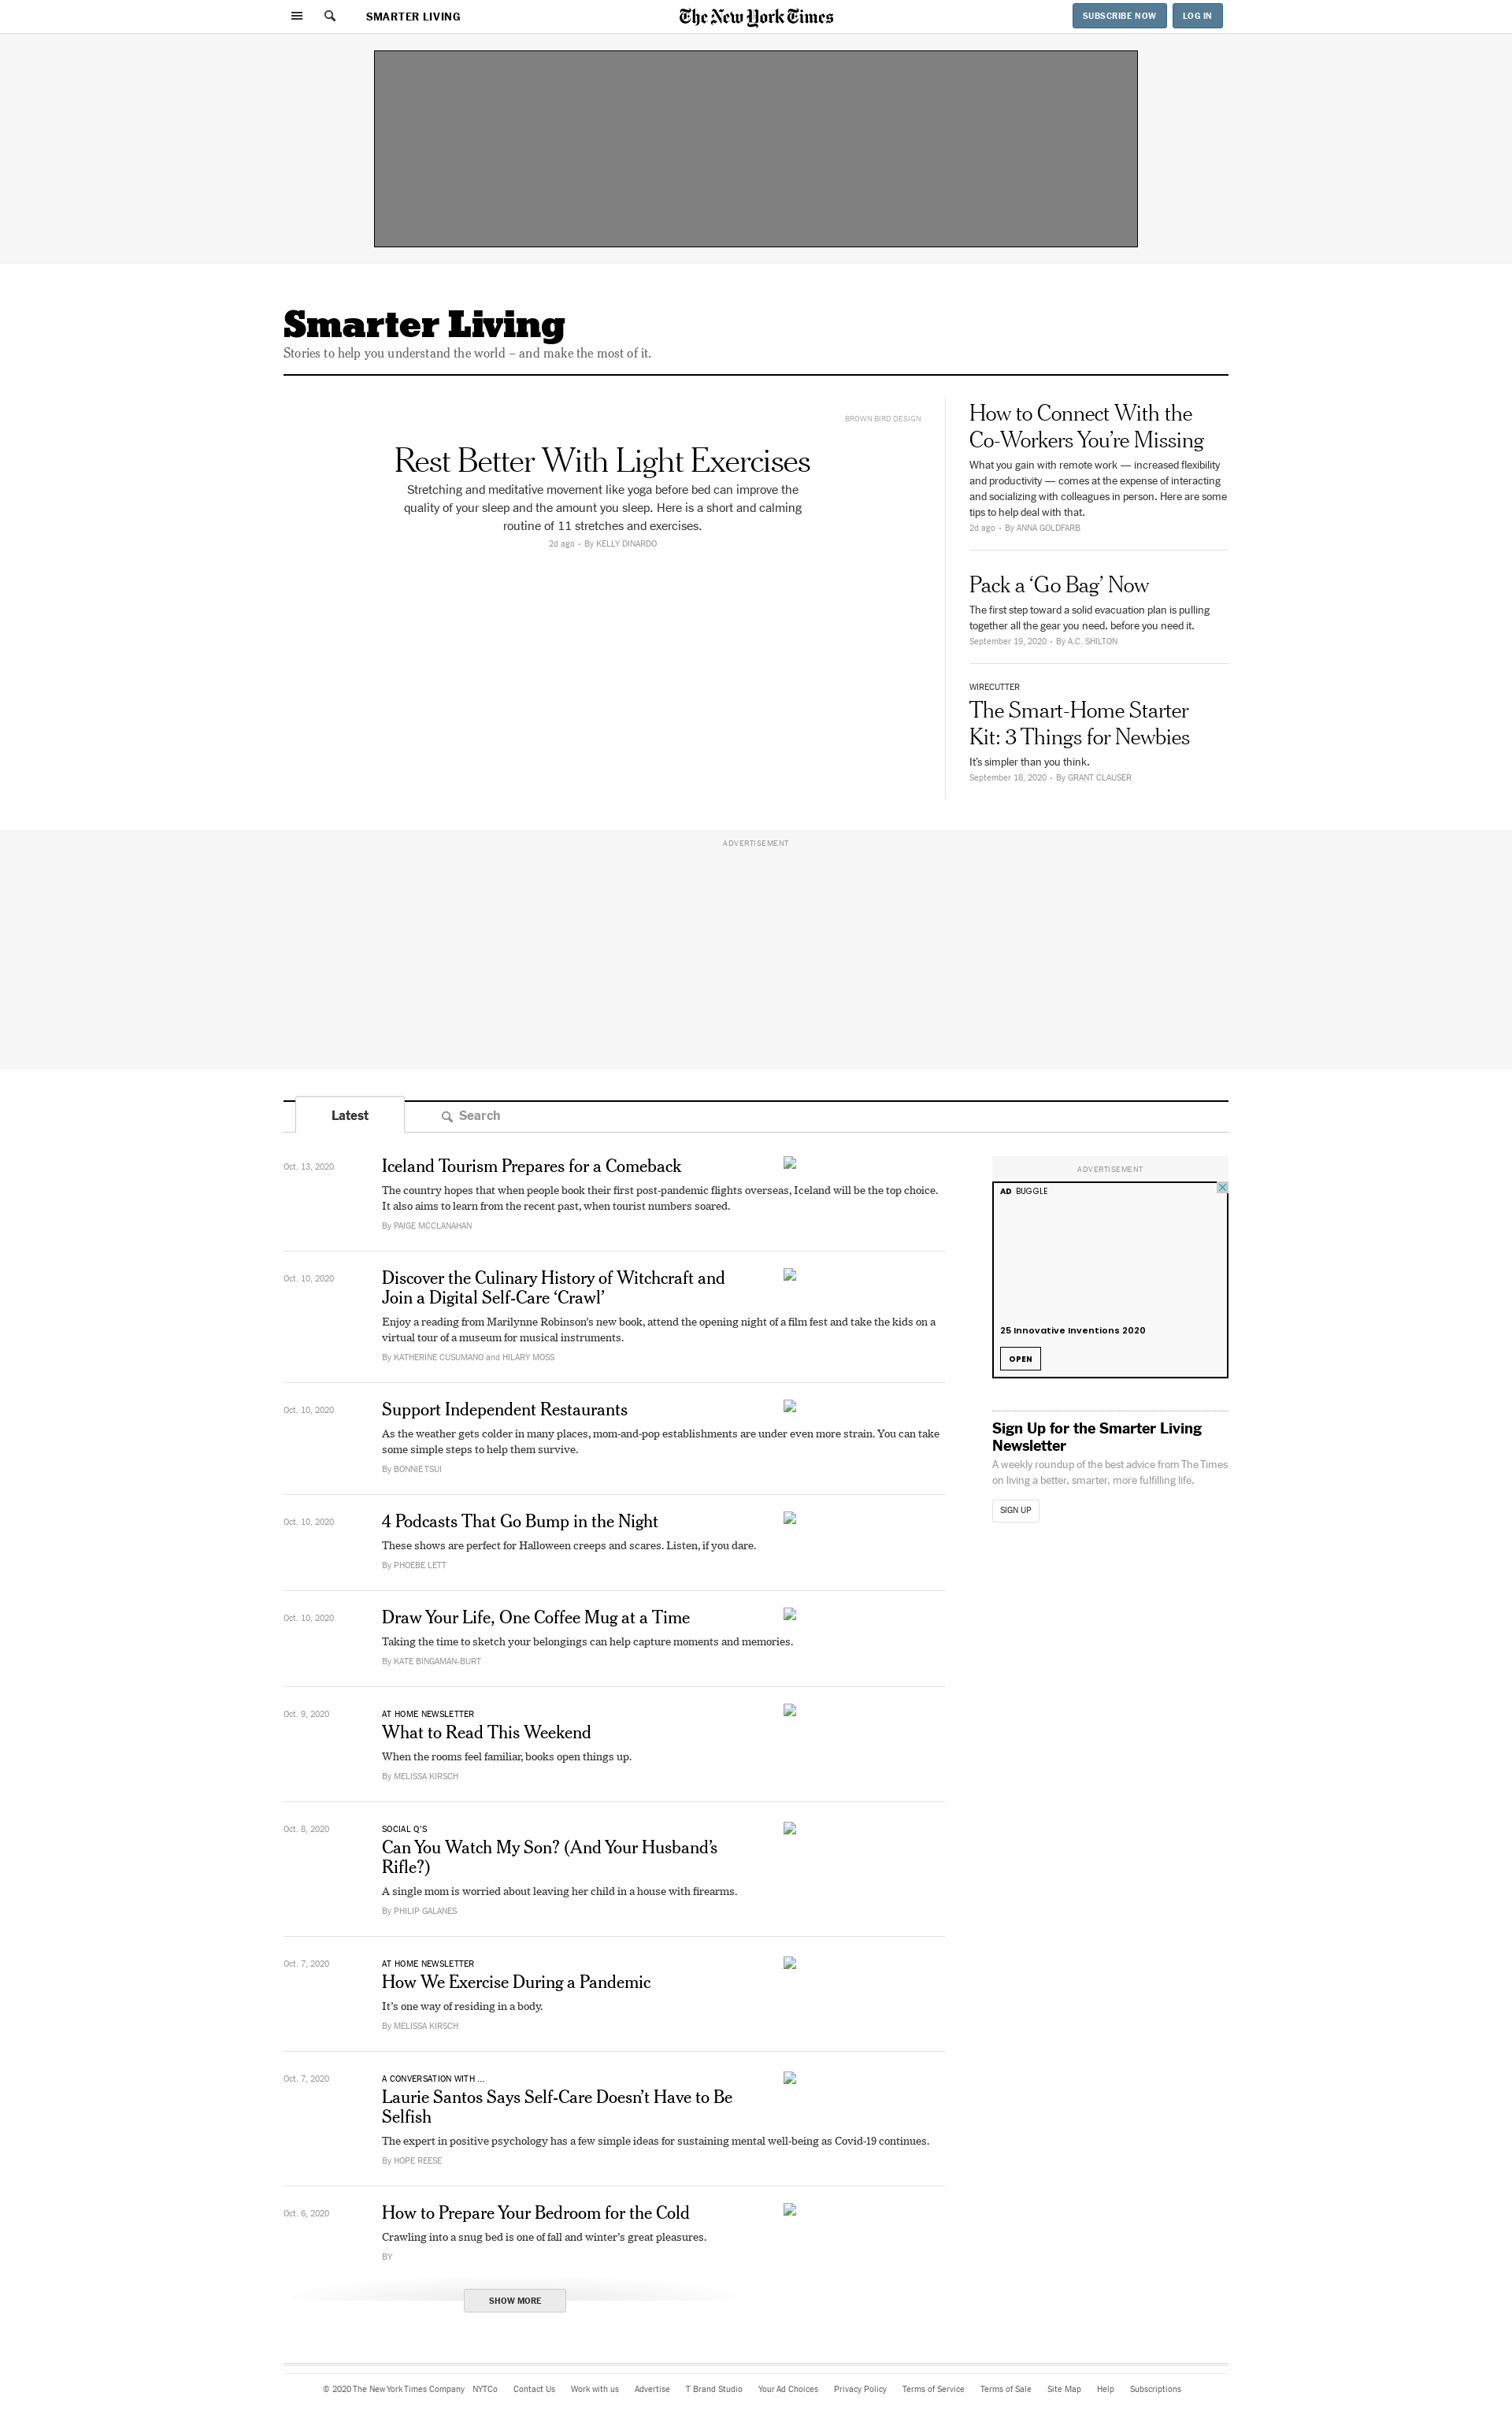 SMARTER LIVING
The New York Times
SUBSCRIBE NOW
LOG IN
Smarter Living
Stories to help you understand the world – and make the most of it.
BROWN BIRD DESIGN
Rest Better With Light Exercises
Stretching and meditative movement like yoga before bed can improve the
quality of your sleep and the amount you sleep. Here is a short and calming
routine of 11 stretches and exercises.
2d ago • By KELLY DINARDO
How to Connect With the
Co-Workers You’re Missing
What you gain with remote work — increased flexibility
and productivity — comes at the expense of interacting
and socializing with colleagues in person. Here are some
tips to help deal with that.
2d ago • By ANNA GOLDFARB
Pack a ‘Go Bag’ Now
The first step toward a solid evacuation plan is pulling
together all the gear you need, before you need it.
September 19, 2020 • By A.C. SHILTON
WIRECUTTER
The Smart-Home Starter
Kit: 3 Things for Newbies
It’s simpler than you think.
September 18, 2020 • By GRANT CLAUSER
ADVERTISEMENT
Latest
Search
Oct. 13, 2020
Iceland Tourism Prepares for a Comeback
The country hopes that when people book their first post-pandemic flights overseas, Iceland will be the top choice.
It also aims to learn from the recent past, when tourist numbers soared.
By PAIGE MCCLANAHAN
Oct. 10, 2020
Discover the Culinary History of Witchcraft and
Join a Digital Self-Care ‘Crawl’
Enjoy a reading from Marilynne Robinson’s new book, attend the opening night of a film fest and take the kids on a
virtual tour of a museum for musical instruments.
By KATHERINE CUSUMANO and HILARY MOSS
Oct. 10, 2020
Support Independent Restaurants
As the weather gets colder in many places, mom-and-pop establishments are under even more strain. You can take
some simple steps to help them survive.
By BONNIE TSUI
Oct. 10, 2020
4 Podcasts That Go Bump in the Night
These shows are perfect for Halloween creeps and scares. Listen, if you dare.
By PHOEBE LETT
Oct. 10, 2020
Draw Your Life, One Coffee Mug at a Time
Taking the time to sketch your belongings can help capture moments and memories.
By KATE BINGAMAN-BURT
Oct. 9, 2020
AT HOME NEWSLETTER
What to Read This Weekend
When the rooms feel familiar, books open things up.
By MELISSA KIRSCH
Oct. 8, 2020
SOCIAL Q’S
Can You Watch My Son? (And Your Husband’s
Rifle?)
A single mom is worried about leaving her child in a house with firearms.
By PHILIP GALANES
Oct. 7, 2020
AT HOME NEWSLETTER
How We Exercise During a Pandemic
It’s one way of residing in a body.
By MELISSA KIRSCH
Oct. 7, 2020
A CONVERSATION WITH ...
Laurie Santos Says Self-Care Doesn’t Have to Be
Selfish
The expert in positive psychology has a few simple ideas for sustaining mental well-being as Covid-19 continues.
By HOPE REESE
Oct. 6, 2020
How to Prepare Your Bedroom for the Cold
Crawling into a snug bed is one of fall and winter’s great pleasures.
BY
SHOW MORE
ADVERTISEMENT
AD BUGGLE
25 Innovative Inventions 2020
OPEN
Sign Up for the Smarter Living
Newsletter
A weekly roundup of the best advice from The Times
on living a better, smarter, more fulfilling life.
SIGN UP
© 2020 The New York Times Company NYTCo Contact Us Work with us Advertise T Brand Studio Your Ad Choices Privacy Policy Terms of Service Terms of Sale Site Map Help Subscriptions